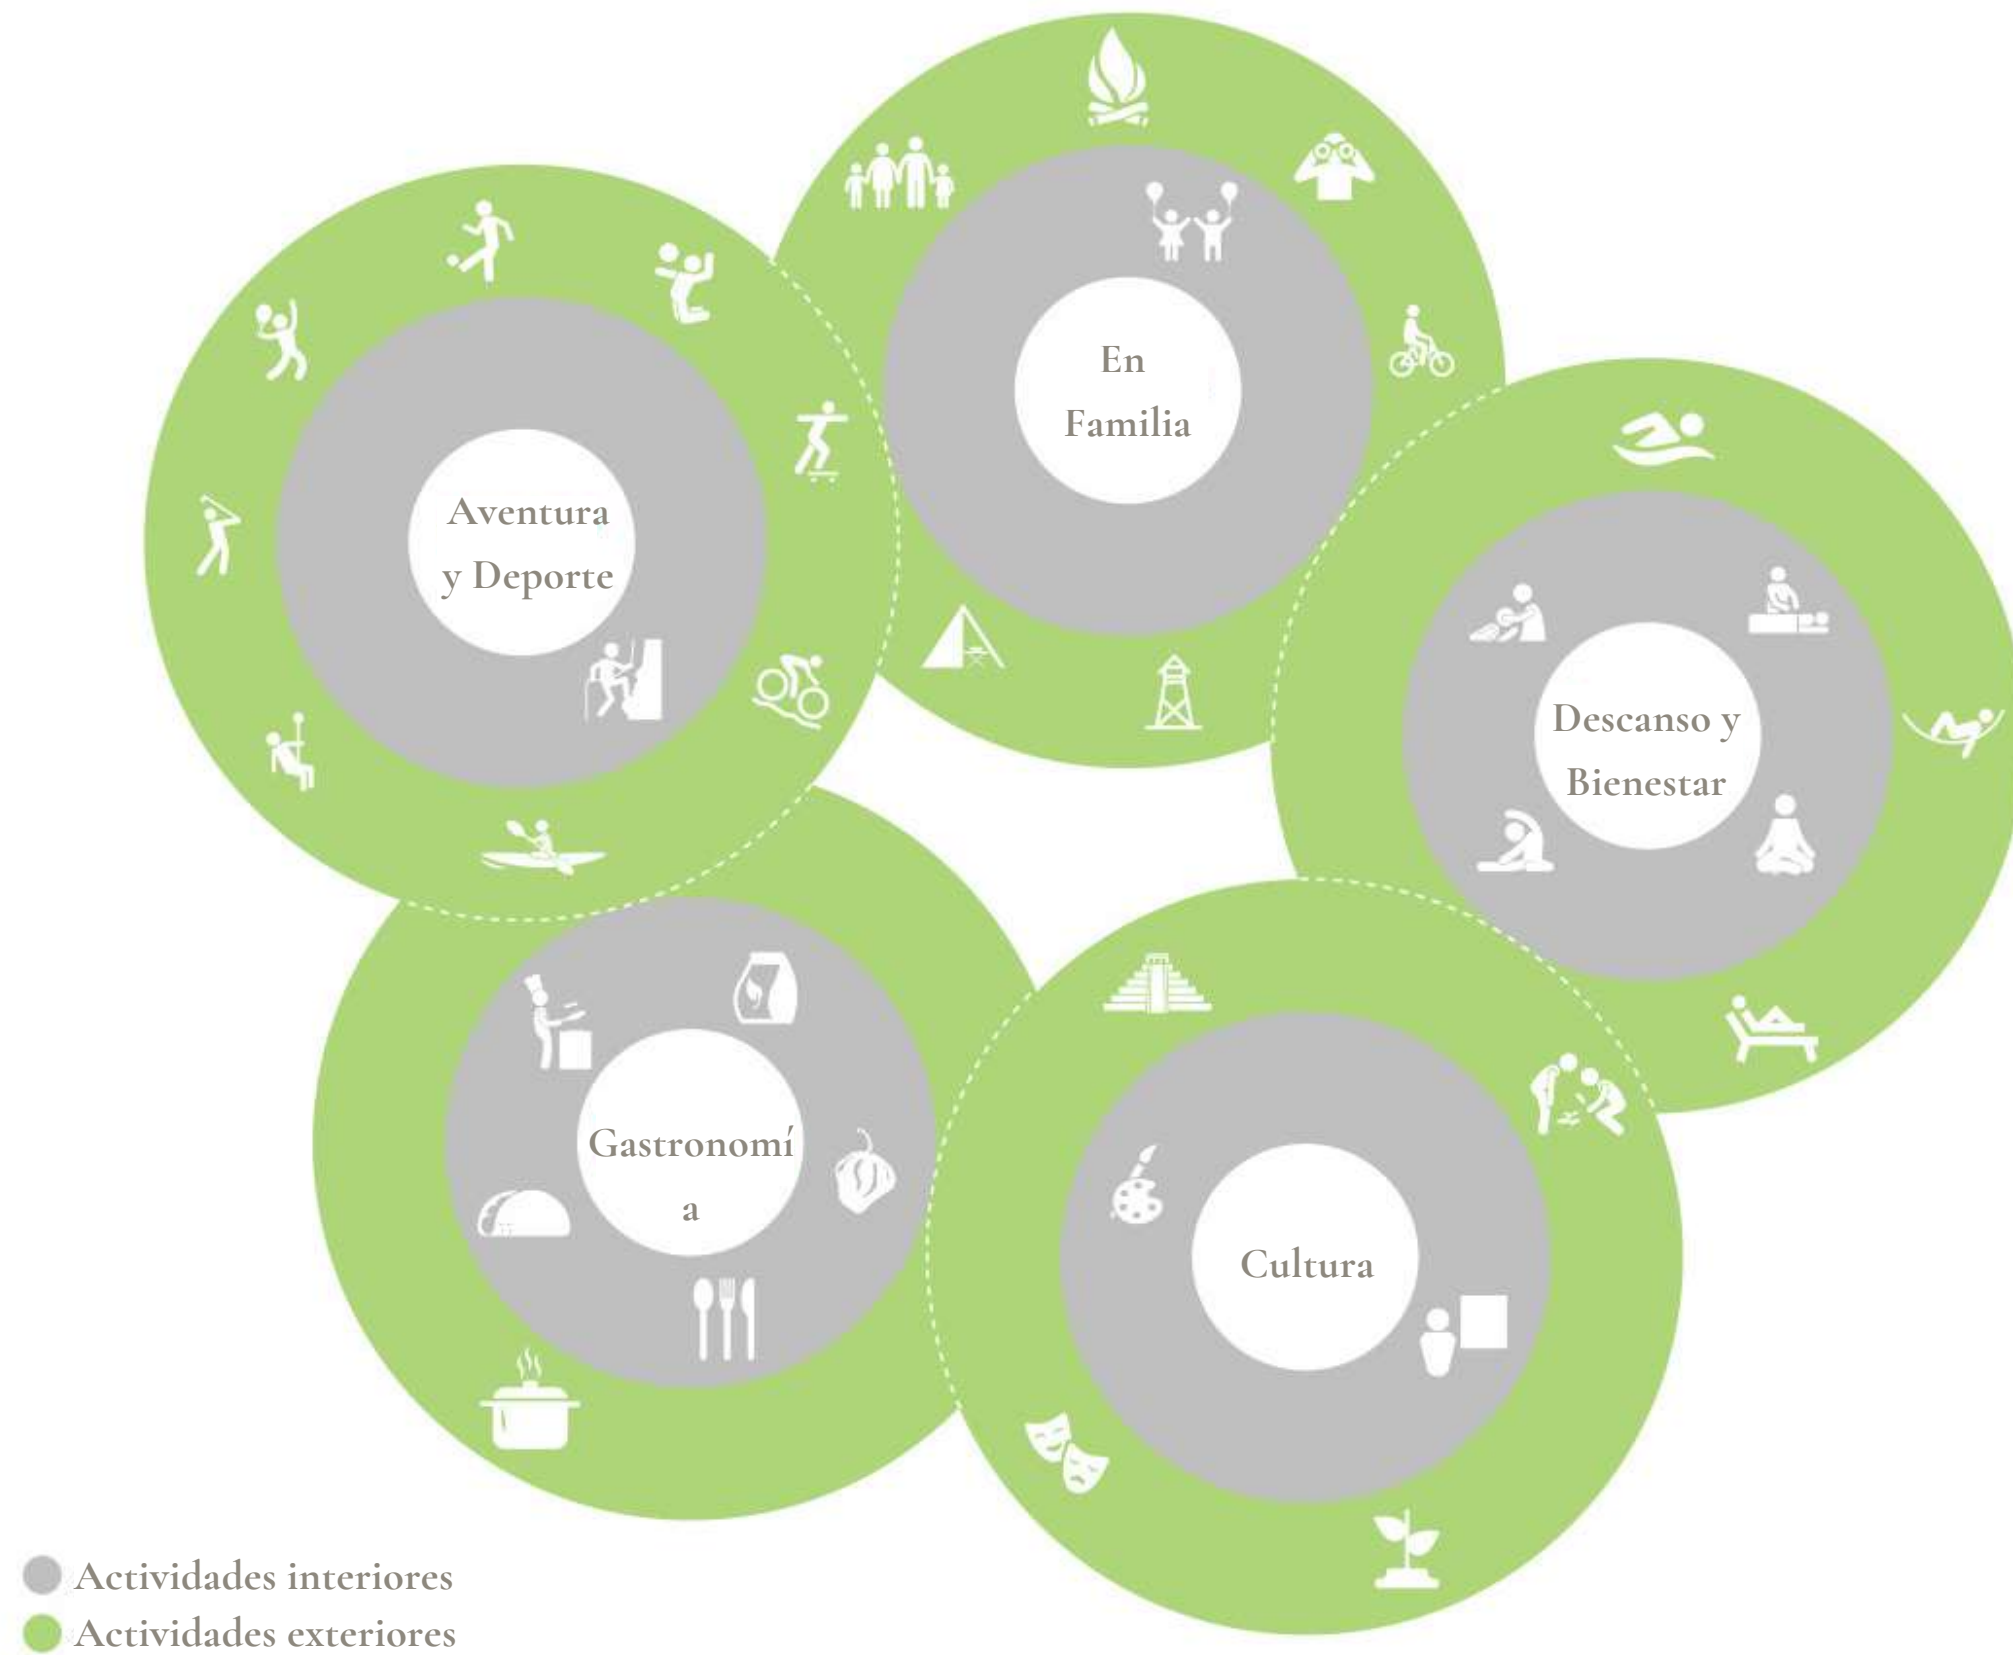 En
Familia
Aventura
y Deporte
Descanso y
Bienestar
Gastronomí
a
Cultura
Actividades interiores
Actividades exteriores